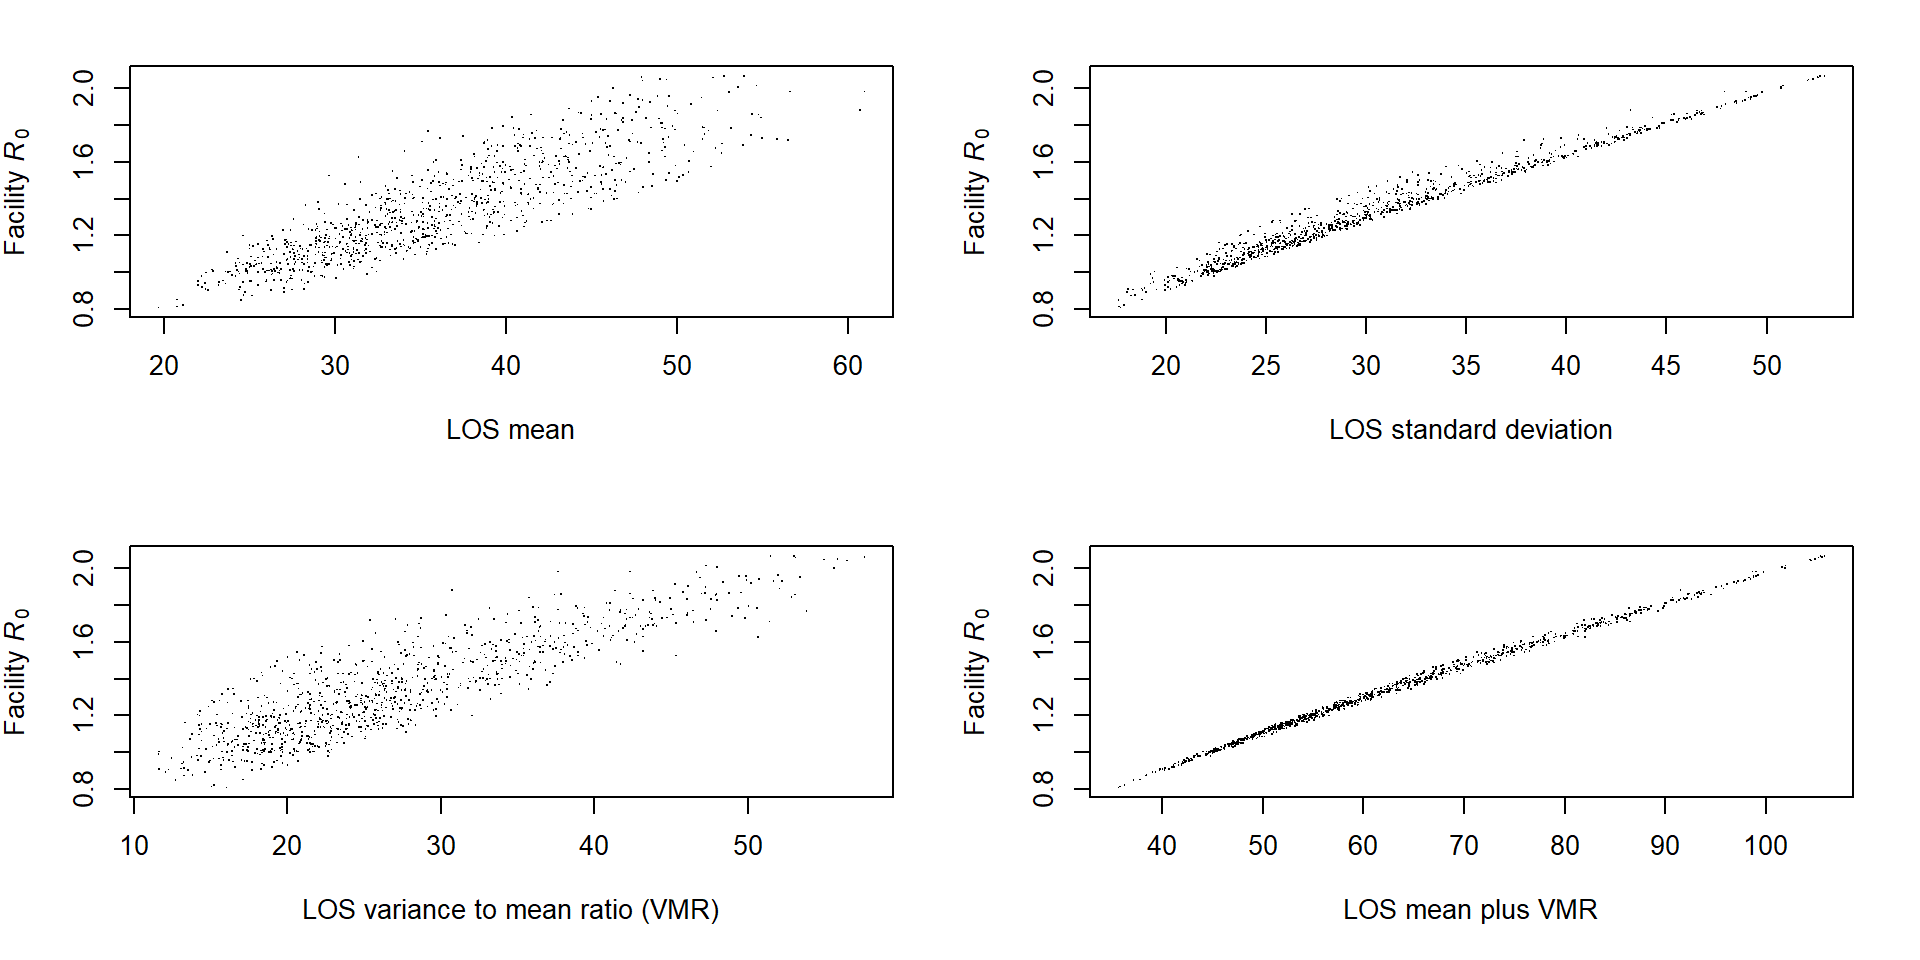 Facility R0
2.0
1.6
1.2
0.8
20 30 40 50 60
LOS mean
Facility R0
2.0
1.6
1.2
0.8
20 25 30 35 40 45 50
LOS standard deviation
Facility R0
2.0
1.6
1.2
0.8
10 20 30 40 50
LOS variance to mean ratio (VMR)
Facility R0
2.0
1.6
1.2
0.8
40 50 60 70 80 90 100
LOS mean plus VMR